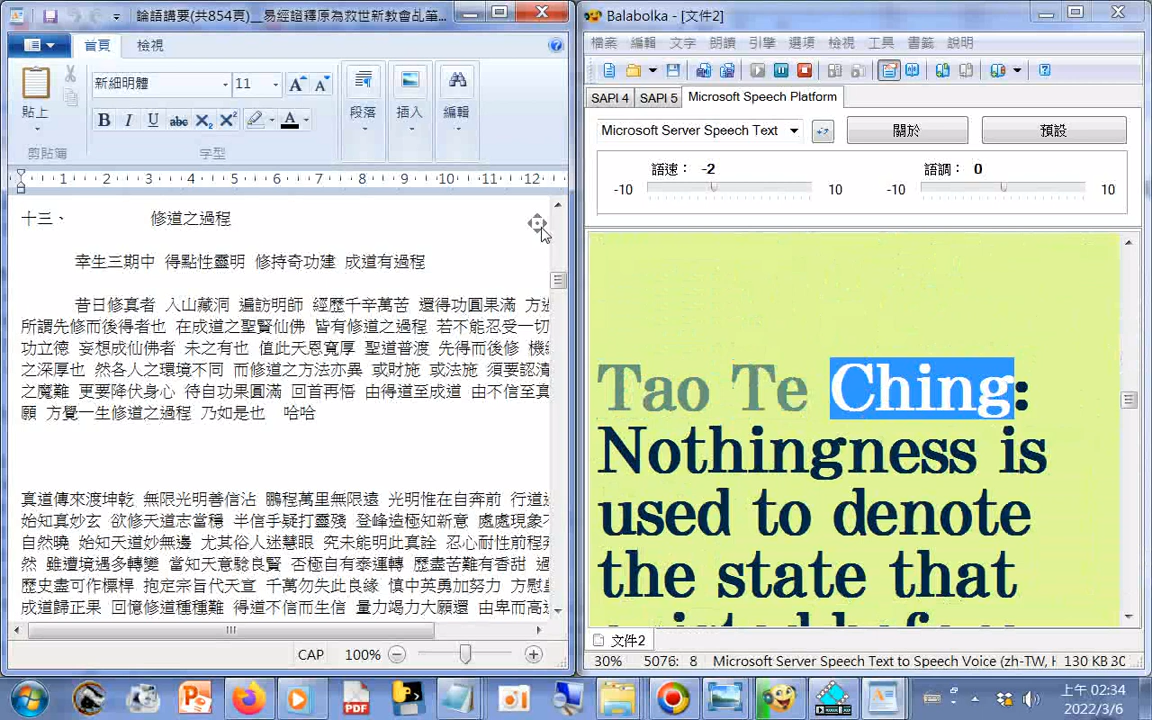 論語講要(共854頁)__易經證釋原為救世新教會乩筆...
首頁 檢視
貼上
新細明體 11
B I U abc X2 X2 A
剪貼簿 字型
段落 插入 編輯
1 2 3 4 5 6 7 8 9 10 11 12
十三、 修道之過程
幸生三期中 得點性靈明 修持奇功建 成道有過程
昔日修真者 入山藏洞 遍訪明師 經歷千辛萬苦 還得功圓果滿 方
所謂先修而後得者也 在成道之聖賢仙佛 皆有修道之過程 若不能忍受一切
功立德 妄想成仙佛者 未之有也 值此天恩寬厚 聖道普渡 先得而後修 機
之深厚也 然各人之環境不同 而修道之方法亦異 或財施 或法施 須要認清
之魔難 更要降伏身心 待自功果圓滿 回首再悟 由得道至成道 由不信至真
願 方覺一生修道之過程 乃如是也 哈哈
真道傳來渡坤乾 無限光明善信沾 鵬程萬里無限遠 光明惟在自奔前 行道
始知真妙玄 欲修天道志當穩 半信手疑打靈殘 登峰造極知新意 處處現象
自然曉 始知天道妙無邊 尤其俗人迷慧眼 究未能明此真詮 忍心耐性前程
然 雖遭境遇多轉變 當知天意騐良賢 否極自有泰運轉 歷盡苦難有香甜
歷史盡可作標桿 抱定宗旨代天宣 千萬勿失此良緣 慎中英勇加努力 方慰
成道歸正果 回憶修道種種難 得道不信而生信 量力竭力大願還 由卑而高
CAP 100%
Balabolka - [文件2]
檔案 編輯 文字 朗讀 引擎 選項 檢視 工具 書籤 說明
SAPI 4 SAPI 5 Microsoft Speech Platform
Microsoft Server Speech Text 關於 預設
語速： -2 語調： 0
-10 10 -10 10
Tao Te Ching:
Nothingness is
used to denote
the state that
existed before
文件2
30% 5076: 8 Microsoft Server Speech Text to Speech Voice (zh-TW, H 130 KB 30
上午 02:34
2022/3/6